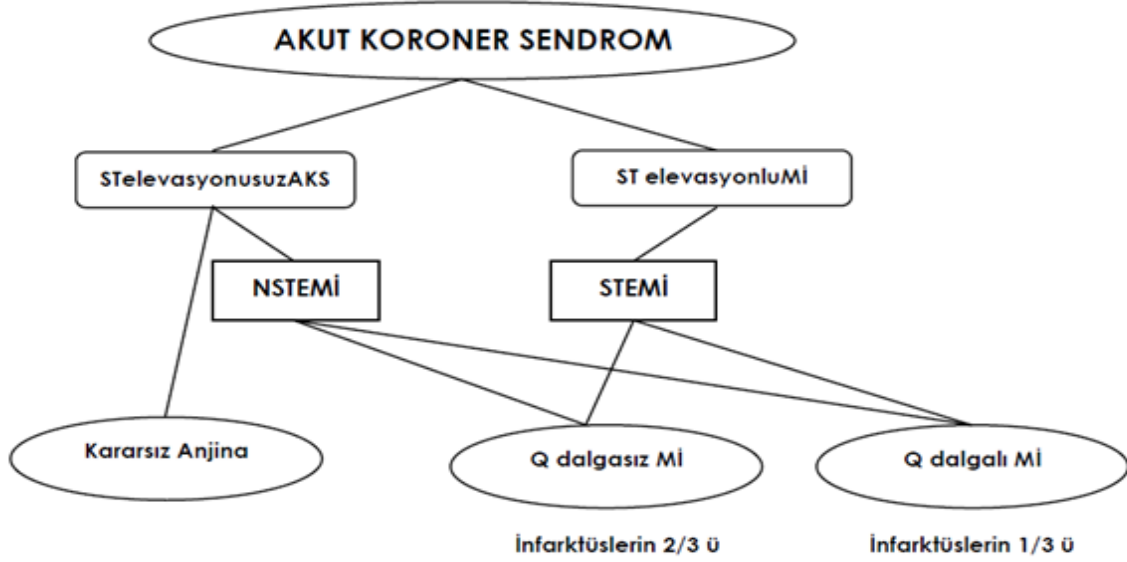 AKUT KORONER SENDROM
STelevasyonusuzAKS
ST elevasyonluMİ
NSTEMİ
STEMİ
Kararsız Anjina
Q dalgasız Mİ
Q dalgalı Mİ
İnfarktüslerin 2/3 ü
İnfarktüslerin 1/3 ü